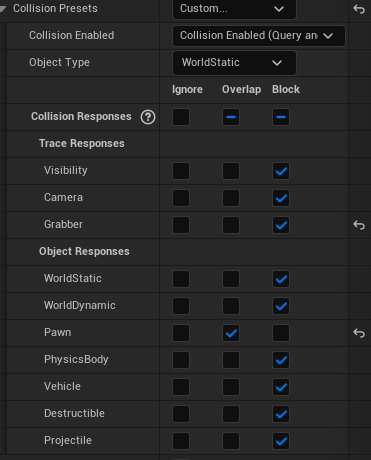 Collision Presets Custom...
Collision Enabled Collision Enabled (Query an
Object Type WorldStatic
Ignore Overlap Block
Collision Responses ?
Trace Responses
Visibility
Camera
Grabber
Object Responses
WorldStatic
WorldDynamic
Pawn
PhysicsBody
Vehicle
Destructible
Projectile